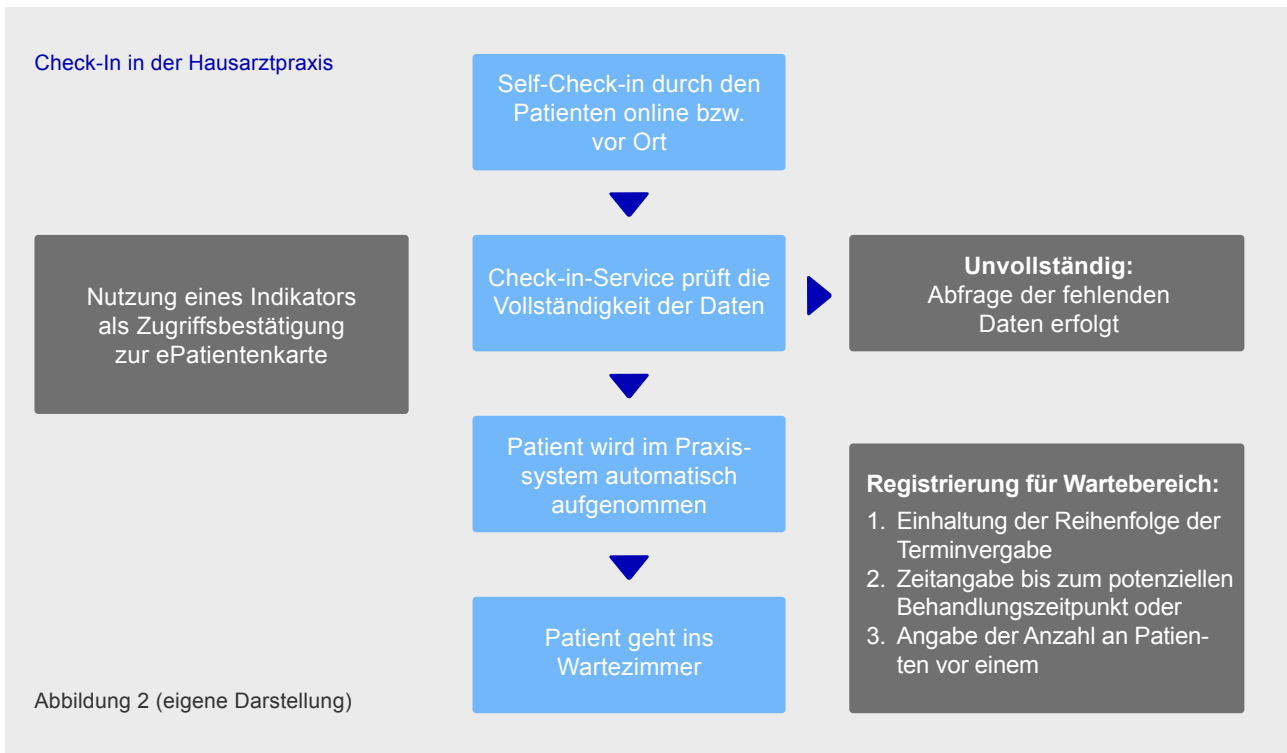 Check-In in der Hausarztpraxis
Self-Check-in durch den
Patienten online bzw.
vor Ort
Nutzung eines Indikators
als Zugriffsbestätigung
zur ePatientenkarte
Check-in-Service prüft die
Vollständigkeit der Daten
Unvollständig:
Abfrage der fehlenden
Daten erfolgt
Patient wird im Praxis-
system automatisch
aufgenommen
Registrierung für Wartebereich:
1. Einhaltung der Reihenfolge der
Terminvergabe
2. Zeitangabe bis zum potenziellen
Behandlungszeitpunkt oder
3. Angabe der Anzahl an Patien-
ten vor einem
Patient geht ins
Wartezimmer
Abbildung 2 (eigene Darstellung)